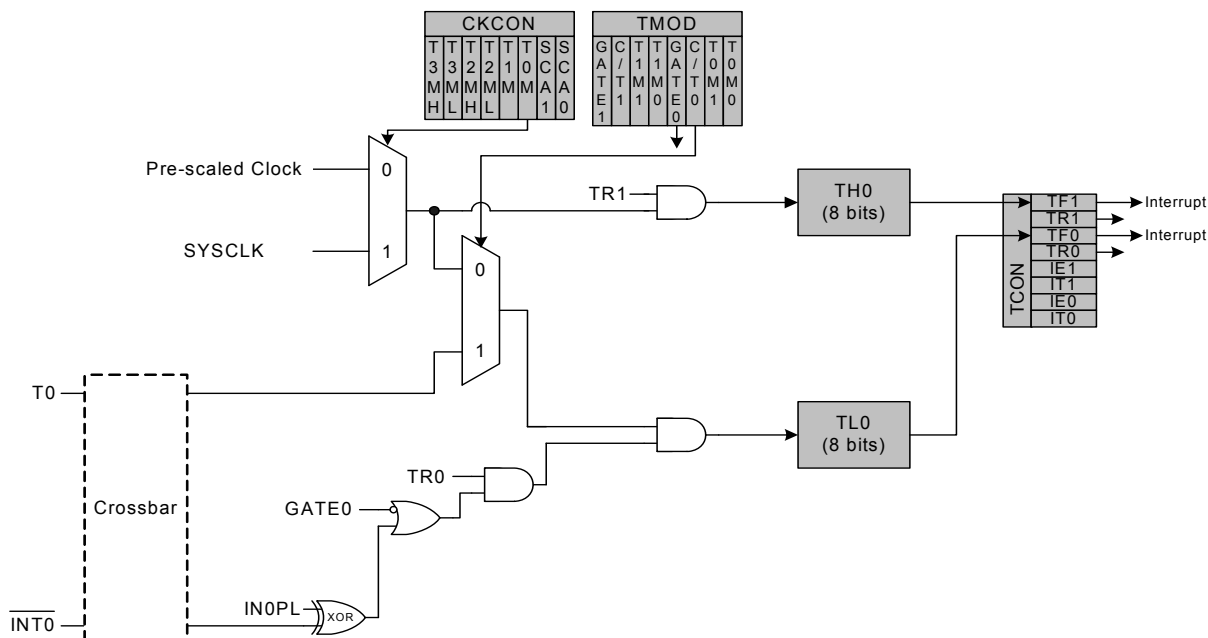 CKCON
T3MH
T3ML
T2MH
T2ML
T1M
T0M
SCA1
SCA0
TMOD
GATE1
C/T1
T1M1
T1M0
GATE0
C/T0
T0M1
T0M0
Pre-scaled Clock
0
SYSCLK
1
TR1
TH0
(8 bits)
TCON
TF1
TR1
TF0
TR0
IE1
IT1
IE0
IT0
Interrupt
Interrupt
0
1
T0
Crossbar
TL0
(8 bits)
TR0
GATE0
IN0PL
XOR
INT0